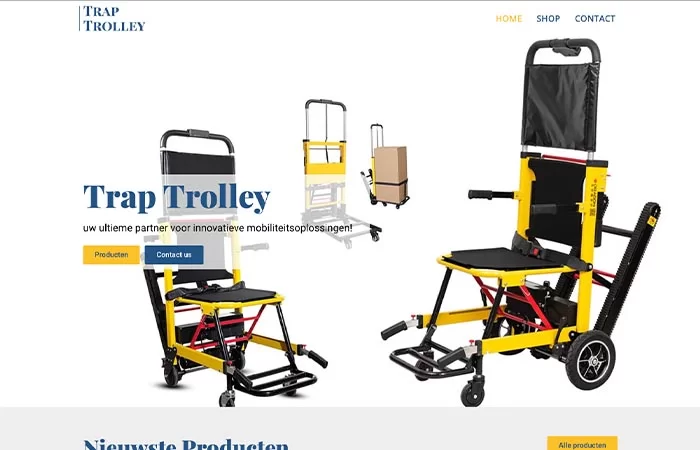 TRAP
TROLLEY
HOME SHOP CONTACT
Trap Trolley
uw ultieme partner voor innovatieve mobiliteitsoplossingen!
Producten Contact us
Nieuwste Producten
Alle producten